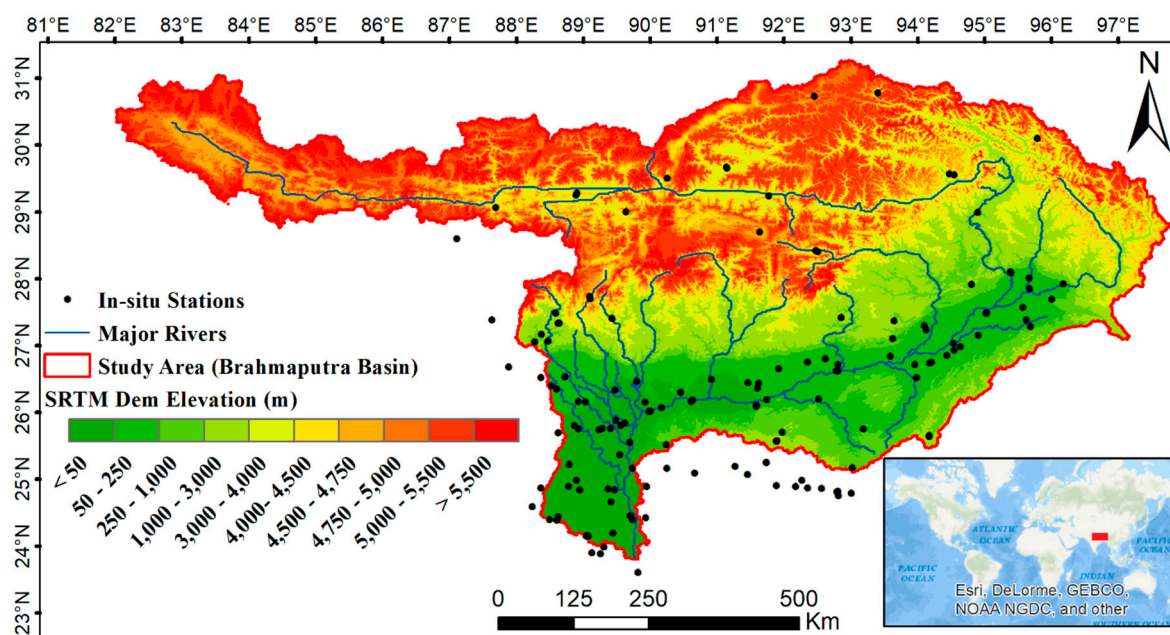 81°E 82°E 83°E 84°E 85°E 86°E 87°E 88°E 89°E 90°E 91°E 92°E 93°E 94°E 95°E 96°E 97°E
31°N
30°N
29°N
28°N
27°N
26°N
25°N
24°N
23°N
N
In-situ Stations
Major Rivers
Study Area (Brahmaputra Basin)
SRTM Dem Elevation (m)
< 50
50 - 250
250 - 1,000
1,000 - 3,000
3,000 - 4,000
4,000- 4,500
4,500 - 4,750
4,750 - 5,000
5,000 - 5,500
> 5,500
0 125 250 500
Km
ATLANTIC
OCEAN
PACIFIC
OCEAN
PACIFIC
OCEAN
INDIAN
Esri, DeLorme, GEBCO,
NOAA NGDC, and other
SOUTHERN OCEAN